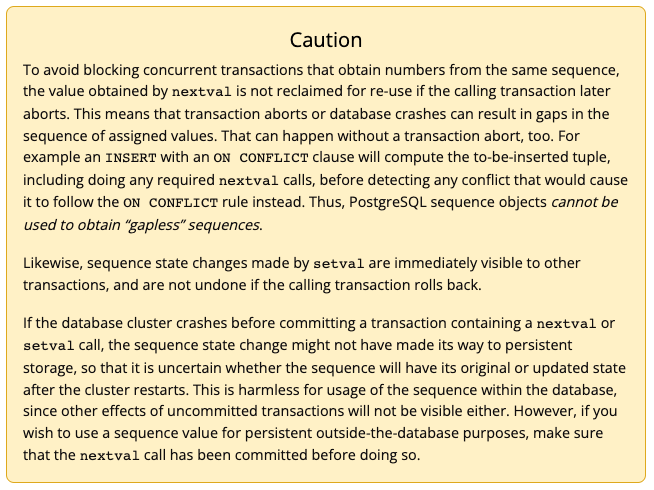 Caution
To avoid blocking concurrent transactions that obtain numbers from the same sequence,
the value obtained by nextval is not reclaimed for re-use if the calling transaction later
aborts. This means that transaction aborts or database crashes can result in gaps in the
sequence of assigned values. That can happen without a transaction abort, too. For
example an INSERT with an ON CONFLICT clause will compute the to-be-inserted tuple,
including doing any required nextval calls, before detecting any conflict that would cause
it to follow the ON CONFLICT rule instead. Thus, PostgreSQL sequence objects cannot be
used to obtain “gapless” sequences.
Likewise, sequence state changes made by setval are immediately visible to other
transactions, and are not undone if the calling transaction rolls back.
If the database cluster crashes before committing a transaction containing a nextval or
setval call, the sequence state change might not have made its way to persistent
storage, so that it is uncertain whether the sequence will have its original or updated state
after the cluster restarts. This is harmless for usage of the sequence within the database,
since other effects of uncommitted transactions will not be visible either. However, if you
wish to use a sequence value for persistent outside-the-database purposes, make sure
that the nextval call has been committed before doing so.